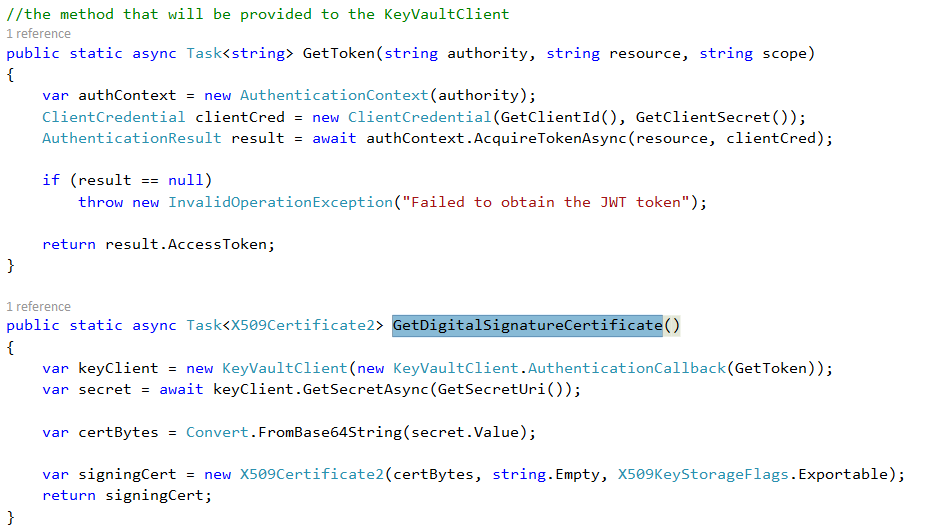 //the method that will be provided to the KeyVaultClient
1 reference
public static async Task<string> GetToken(string authority, string resource, string scope)
{
    var authContext = new AuthenticationContext(authority);
    ClientCredential clientCred = new ClientCredential(GetClientId(), GetClientSecret());
    AuthenticationResult result = await authContext.AcquireTokenAsync(resource, clientCred);

    if (result == null)
        throw new InvalidOperationException("Failed to obtain the JWT token");

    return result.AccessToken;
}

1 reference
public static async Task<X509Certificate2> GetDigitalSignatureCertificate()
{
    var keyClient = new KeyVaultClient(new KeyVaultClient.AuthenticationCallback(GetToken));
    var secret = await keyClient.GetSecretAsync(GetSecretUri());

    var certBytes = Convert.FromBase64String(secret.Value);

    var signingCert = new X509Certificate2(certBytes, string.Empty, X509KeyStorageFlags.Exportable);
    return signingCert;
}